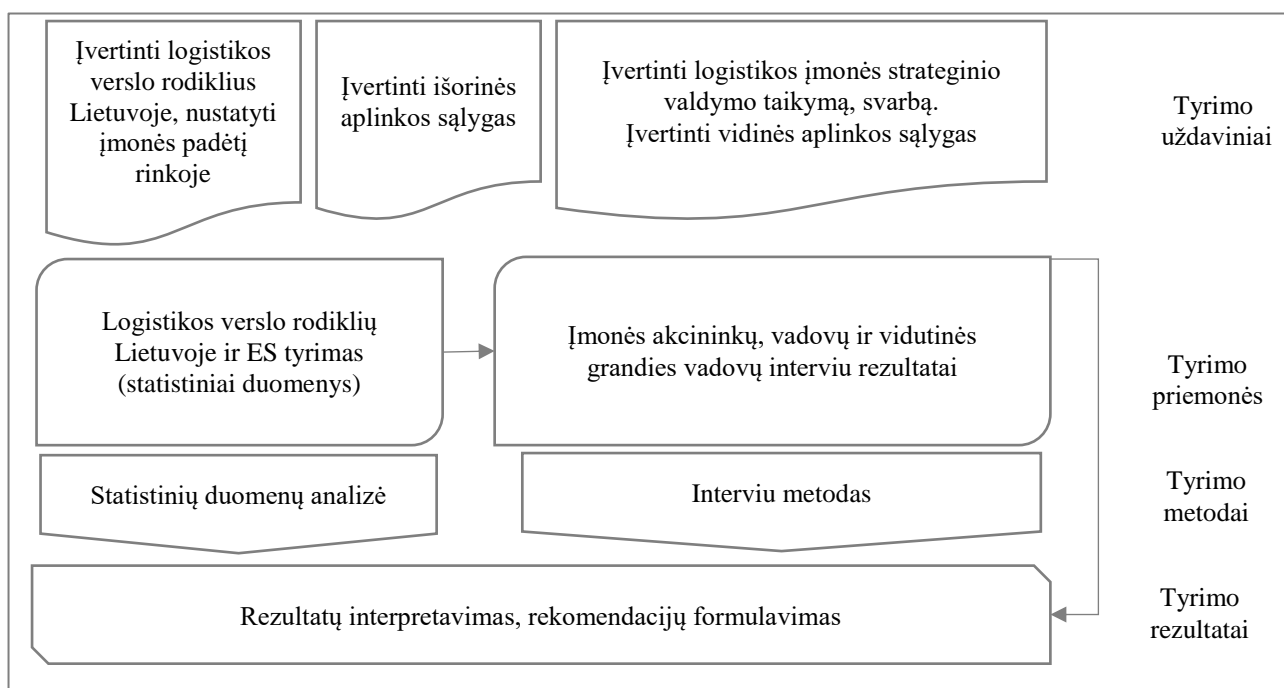 Įvertinti logistikos
verslo rodiklius
Lietuvoje, nustatyti
įmonės padėtį
rinkoje
Įvertinti išorinės
aplinkos sąlygas
Įvertinti logistikos įmonės strateginio
valdymo taikymą, svarbą.
Įvertinti vidinės aplinkos sąlygas
Tyrimo
uždaviniai
Logistikos verslo rodiklių
Lietuvoje ir ES tyrimas
(statistiniai duomenys)
Įmonės akcininkų, vadovų ir vidutinės
grandies vadovų interviu rezultatai
Tyrimo
priemonės
Statistinių duomenų analizė
Interviu metodas
Tyrimo
metodai
Rezultatų interpretavimas, rekomendacijų formulavimas
Tyrimo
rezultatai